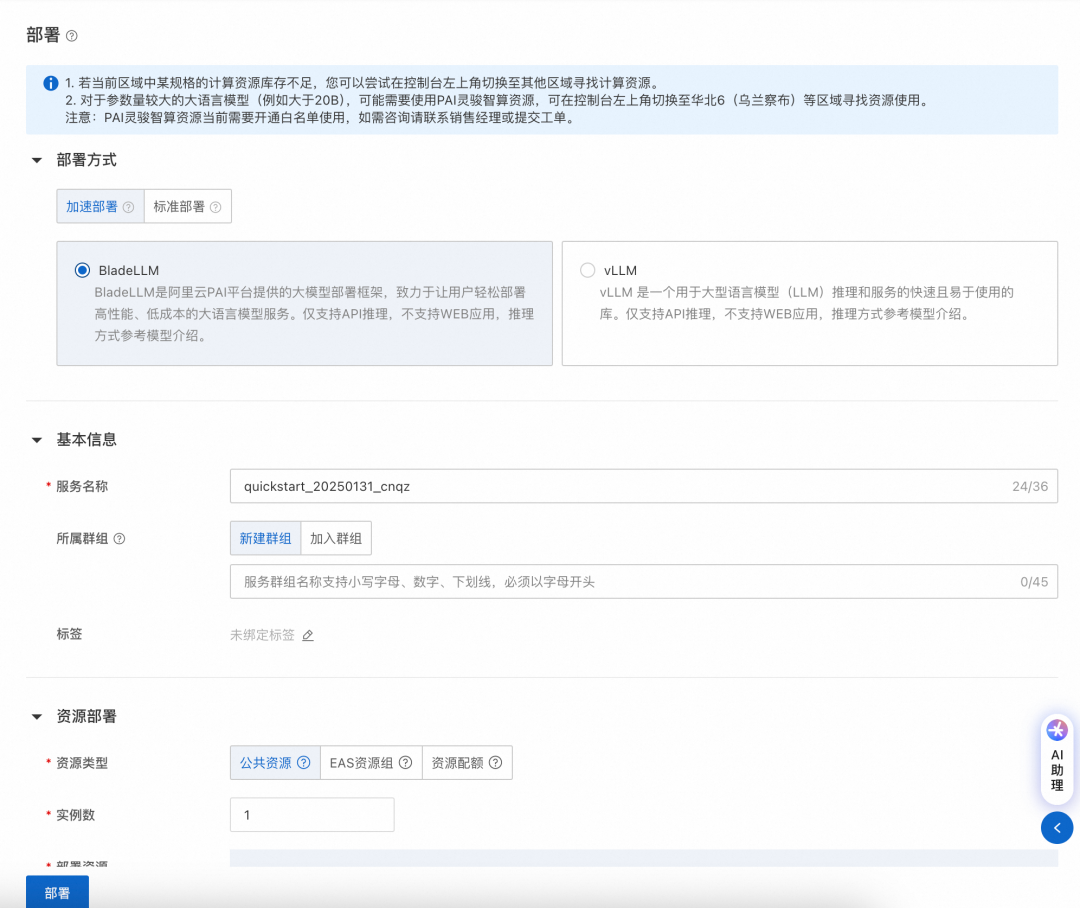 部署
1. 若当前区域中某规格的计算资源库存不足，您可以尝试在控制台左上角切换至其他区域寻找计算资源。
2. 对于参数量较大的大语言模型（例如大于20B），可能需要使用PAI灵骏智算资源，可在控制台左上角切换至华北6（乌兰察布）等区域寻找资源使用。
注意：PAI灵骏智算资源当前需要开通白名单使用，如需咨询请联系销售经理或提交工单。
部署方式
加速部署 标准部署
BladeLLM
BladeLLM是阿里云PAI平台提供的大模型部署框架，致力于让用户轻松部署
高性能、低成本的大语言模型服务。仅支持API推理，不支持WEB应用，推理
方式参考模型介绍。
vLLM
vLLM 是一个用于大型语言模型（LLM）推理和服务的快速且易于使用的
库。仅支持API推理，不支持WEB应用，推理方式参考模型介绍。
基本信息
* 服务名称 quickstart_20250131_cnqz 24/36
所属群组 新建群组 加入群组
服务群组名称支持小写字母、数字、下划线，必须以字母开头 0/45
标签 未绑定标签
资源部署
* 资源类型 公共资源 EAS资源组 资源配额
* 实例数 1
* 部署资源
部署
AI
助
理